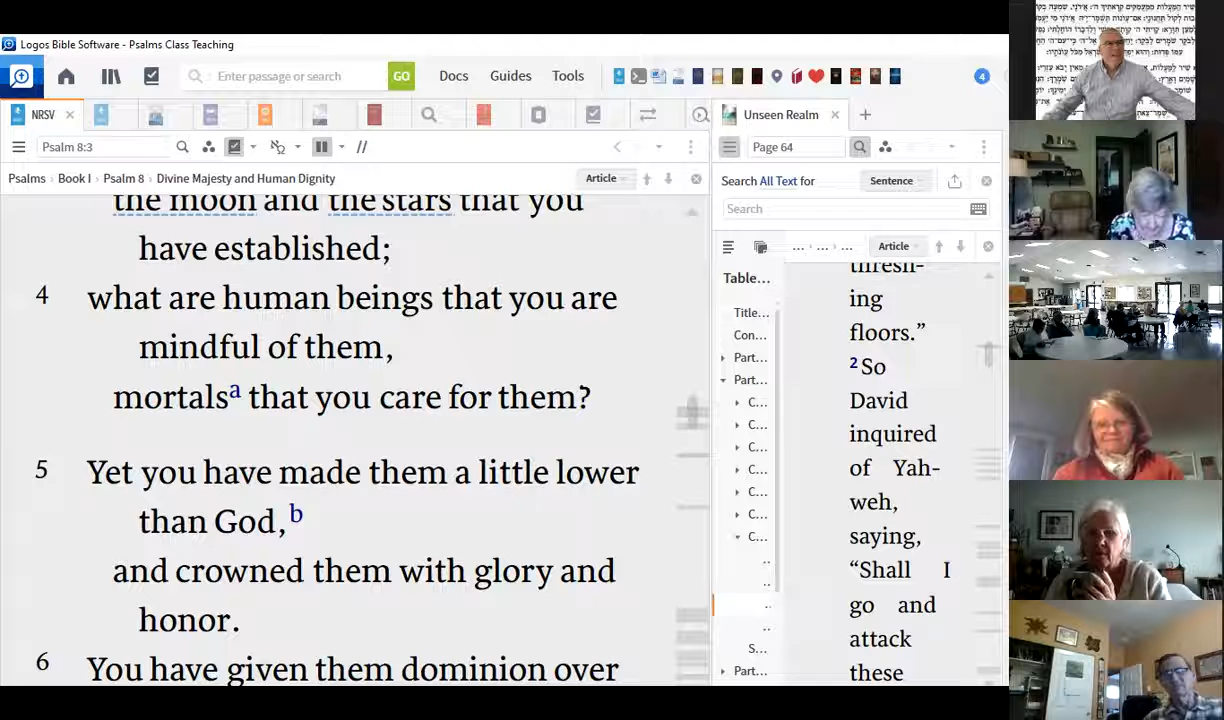 Logos Bible Software - Psalms Class Teaching
Enter passage or search
GO
Docs
Guides
Tools
4
NRSV
Unseen Realm
Psalm 8:3
Page 64
Psalms › Book I › Psalm 8 › Divine Majesty and Human Dignity
Article
the moon and the stars that you
have established;
4 what are human beings that you are
mindful of them,
mortalsa that you care for them?
5 Yet you have made them a little lower
than God,b
and crowned them with glory and
honor.
6 You have given them dominion over
Search All Text for
Sentence
Search
... › ... › ...
Article
Table...
Title...
Con...
Part...
Part...
C...
C...
C...
C...
C...
C...
C...
..
..
..
..
S...
Part...
thresh-
ing
floors.”
2 So
David
inquired
of Yah-
weh,
saying,
“Shall I
go and
attack
these